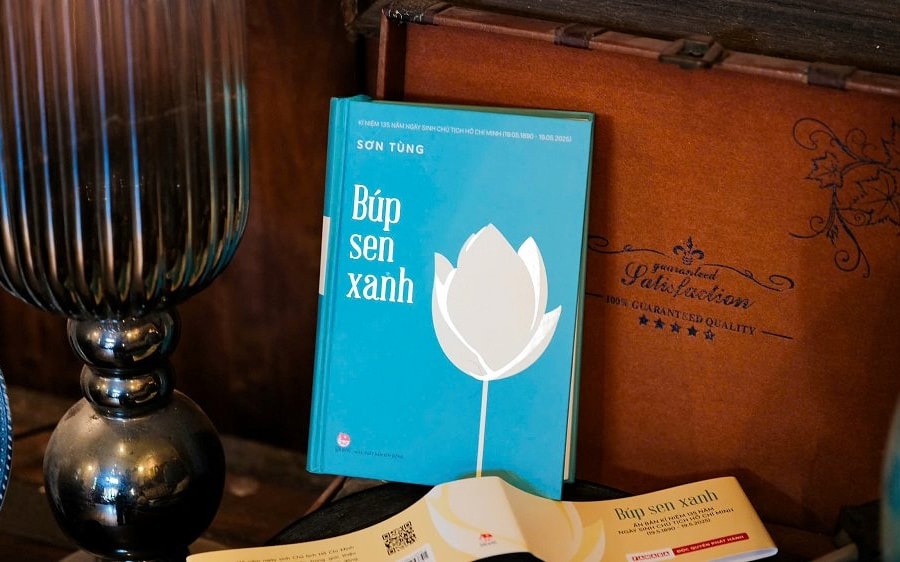 KỈ NIỆM 135 NĂM NGÀY SINH CHỦ TỊCH HỒ CHÍ MINH (19.05.1890 - 19.05.2025)
SƠN TÙNG
Búp
sen
xanh
guaranteed
Satisfaction
100% GUARANTEED QUALITY
Búp sen xanh
ẤN BẢN KỈ NIỆM 135 NĂM
NGÀY SINH CHỦ TỊCH HỒ CHÍ MINH
(19.5.1890 - 19.5.2025)
FAHASA ĐỘC QUYỀN PHÁT HÀNH